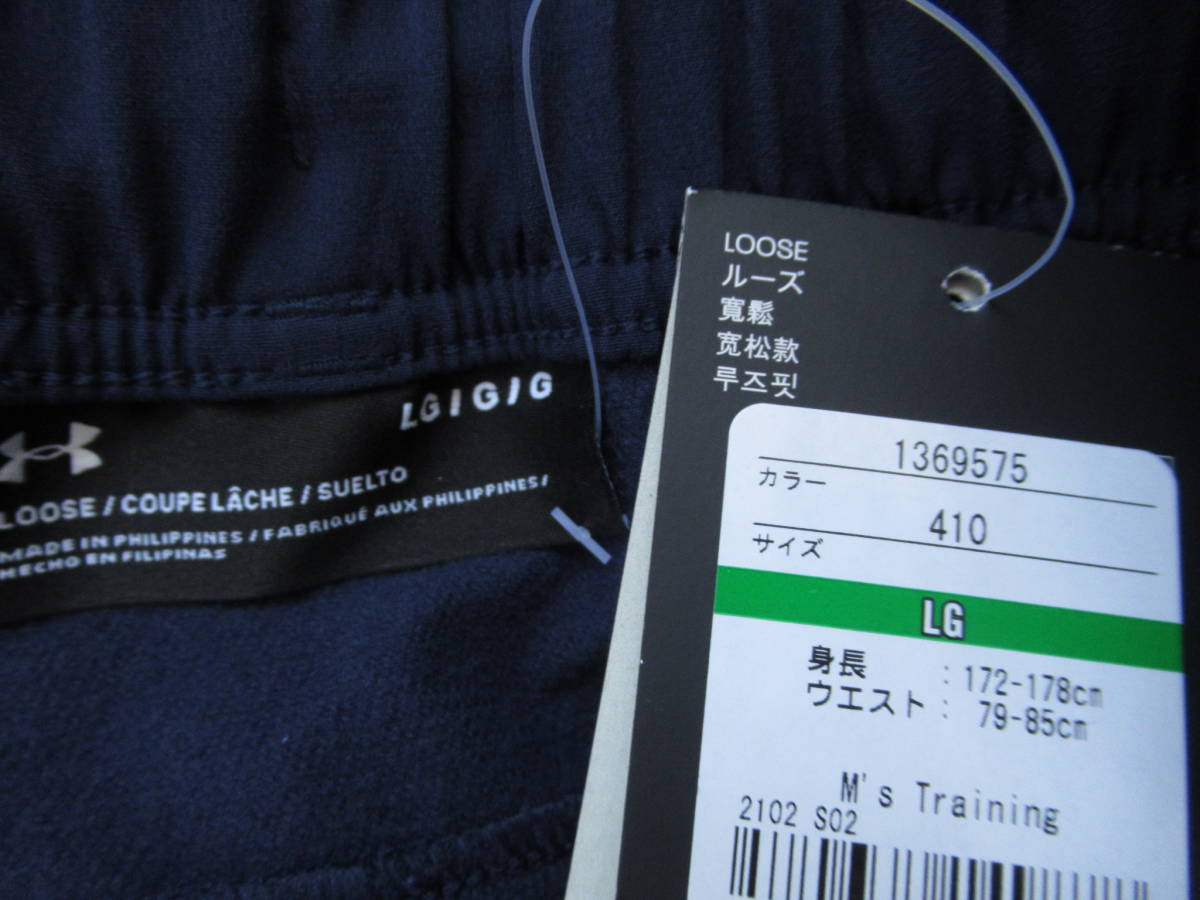 LG / G / G
LOOSE / COUPE LÂCHE / SUELTO
MADE IN PHILIPPINES / FABRIQUÉ AUX PHILIPPINES /
HECHO EN FILIPINAS
LOOSE
ルーズ
寬鬆
宽松款
루즈핏
1369575
カラー
410
サイズ
LG
身長 : 172-178cm
ウエスト : 79-85cm
M's Training
2102 S02